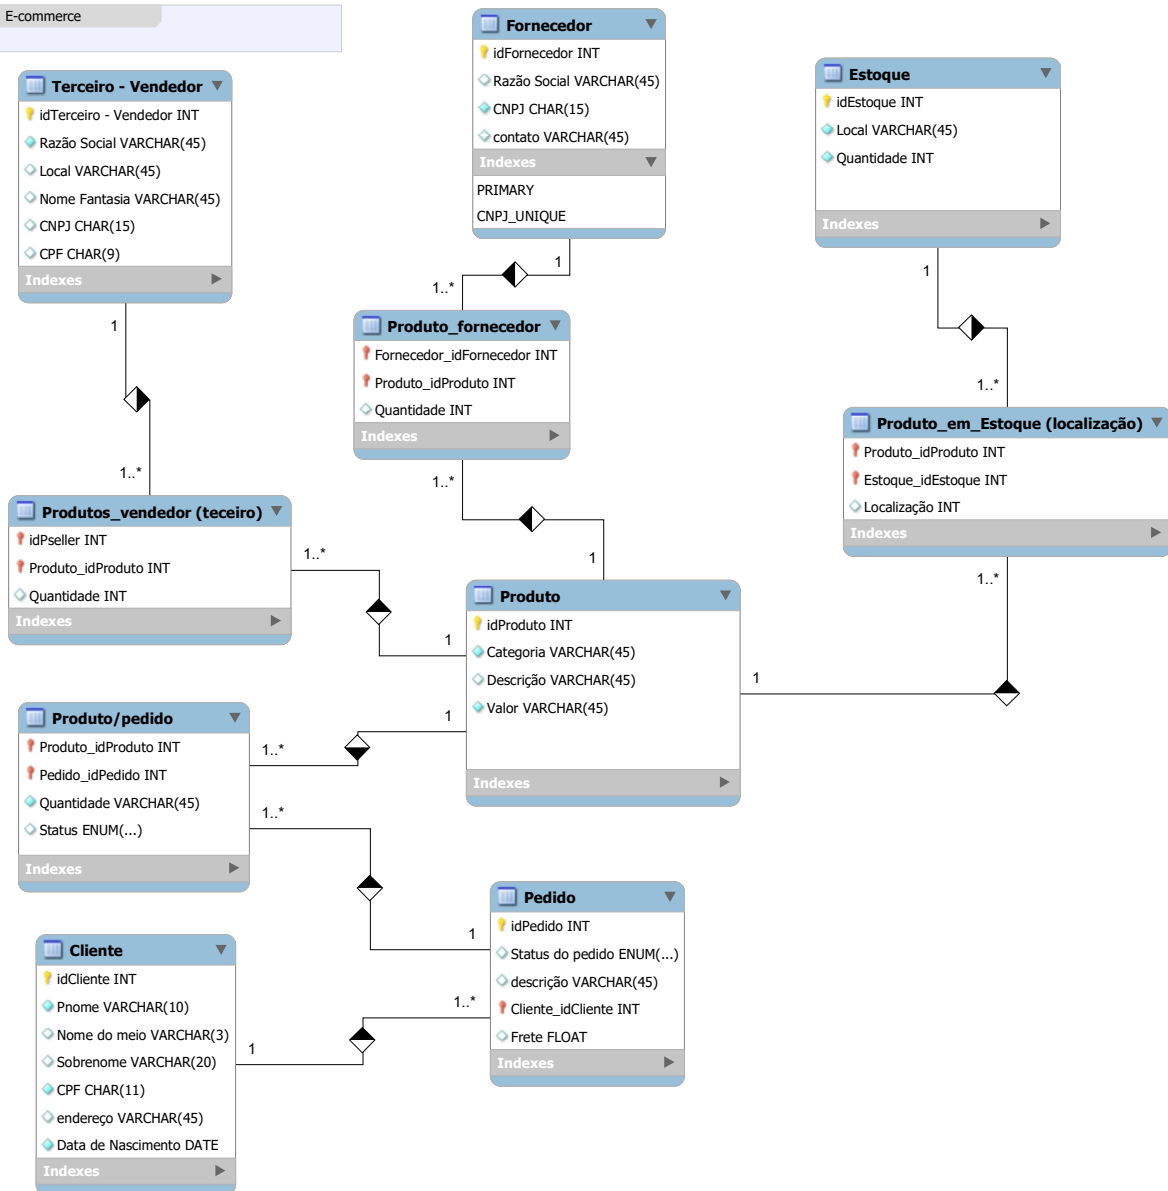 E-commerce
Terceiro - Vendedor
idTerceiro - Vendedor INT
Razão Social VARCHAR(45)
Local VARCHAR(45)
Nome Fantasia VARCHAR(45)
CNPJ CHAR(15)
CPF CHAR(9)
Indexes
Fornecedor
idFornecedor INT
Razão Social VARCHAR(45)
CNPJ CHAR(15)
contato VARCHAR(45)
Indexes
PRIMARY
CNPJ_UNIQUE
Estoque
idEstoque INT
Local VARCHAR(45)
Quantidade INT
Indexes
1
1..*
1
1..*
1
1..*
Produto_fornecedor
Fornecedor_idFornecedor INT
Produto_idProduto INT
Quantidade INT
Indexes
Produto_em_Estoque (localização)
Produto_idProduto INT
Estoque_idEstoque INT
Localização INT
Indexes
Produtos_vendedor (teceiro)
idPseller INT
Produto_idProduto INT
Quantidade INT
Indexes
1..*
1
1..*
1
1..*
1
Produto
idProduto INT
Categoria VARCHAR(45)
Descrição VARCHAR(45)
Valor VARCHAR(45)
Indexes
Produto/pedido
Produto_idProduto INT
Pedido_idPedido INT
Quantidade VARCHAR(45)
Status ENUM(...)
Indexes
1
1..*
1..*
1
Pedido
idPedido INT
Status do pedido ENUM(...)
descrição VARCHAR(45)
Cliente_idCliente INT
Frete FLOAT
Indexes
1..*
1
Cliente
idCliente INT
Pnome VARCHAR(10)
Nome do meio VARCHAR(3)
Sobrenome VARCHAR(20)
CPF CHAR(11)
endereço VARCHAR(45)
Data de Nascimento DATE
Indexes